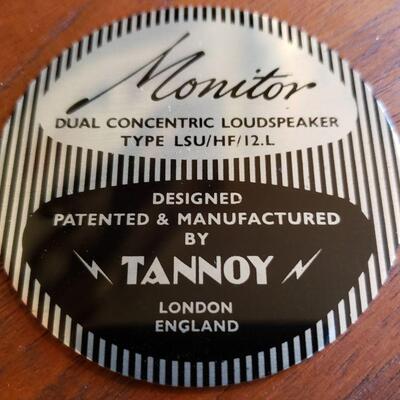 Monitor
DUAL CONCENTRIC LOUDSPEAKER
TYPE LSU/HF/12.L
DESIGNED
PATENTED & MANUFACTURED
BY
TANNOY
LONDON
ENGLAND